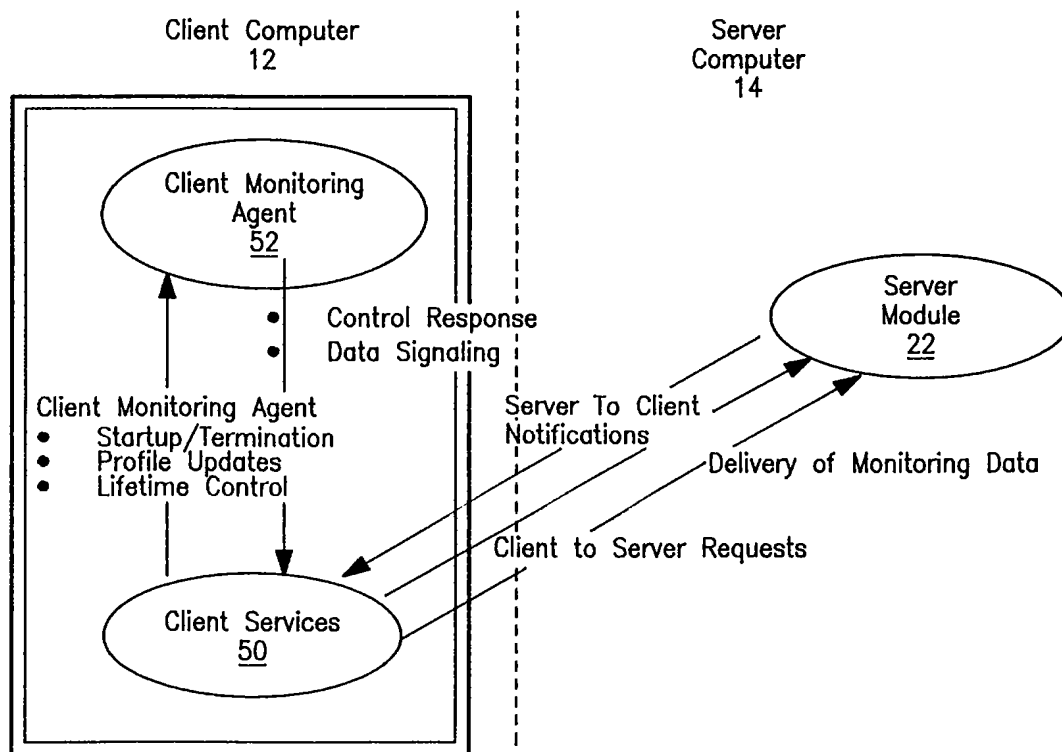 Client Computer
12
Server
Computer
14
Client Monitoring
Agent
52
Server
Module
22
• Control Response
• Data Signaling
Client Monitoring Agent
• Startup/Termination
• Profile Updates
• Lifetime Control
Server To Client
Notifications
Delivery of Monitoring Data
Client to Server Requests
Client Services
50